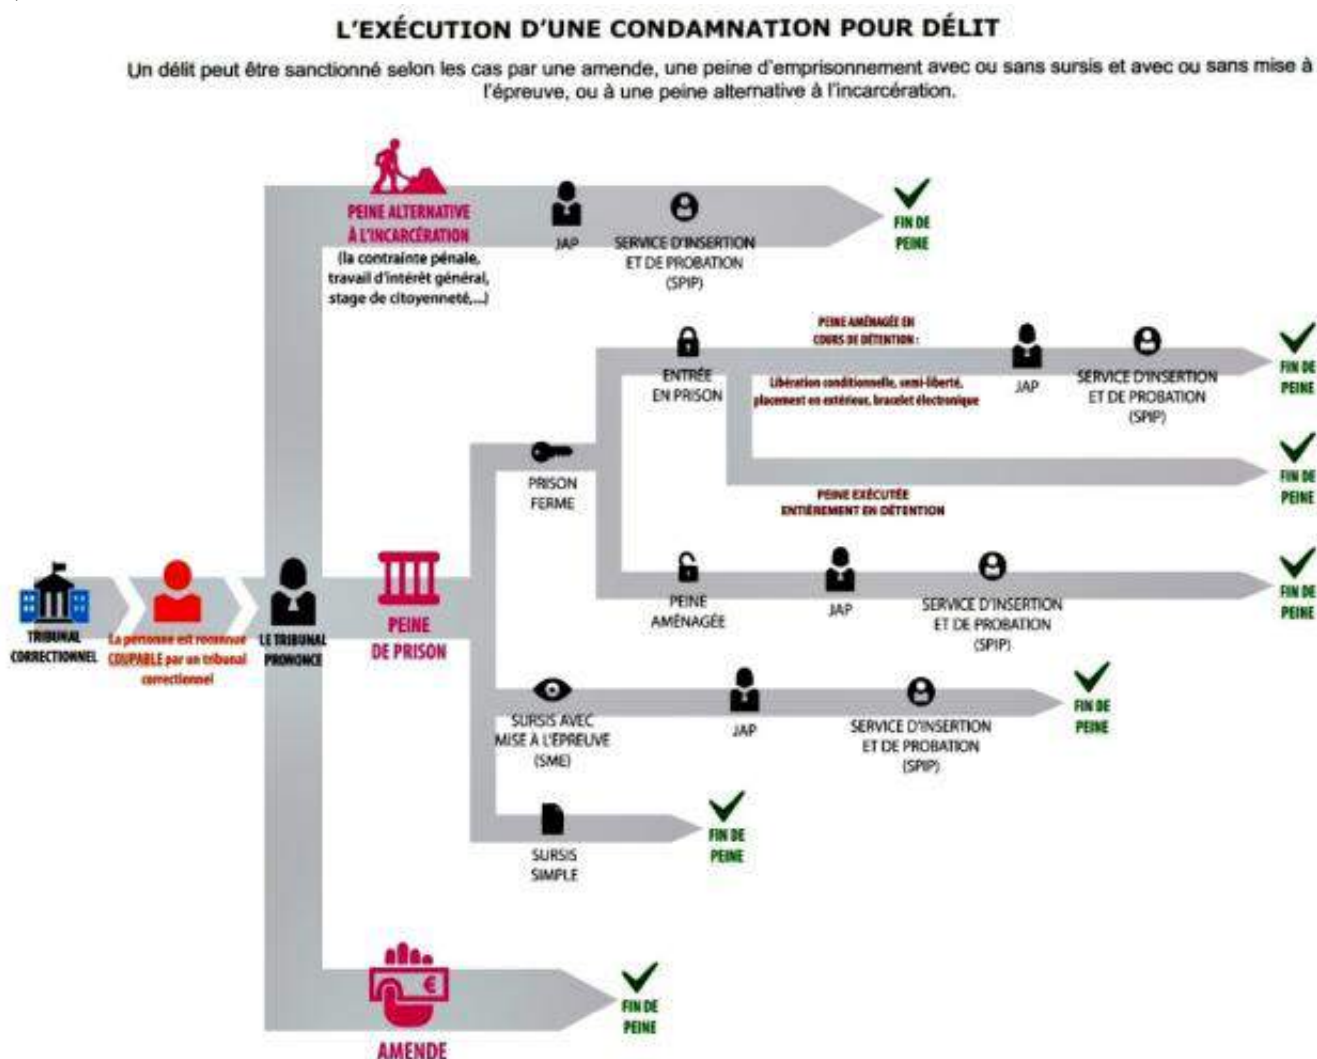 L'EXÉCUTION D'UNE CONDAMNATION POUR DÉLIT
Un délit peut être sanctionné selon les cas par une amende, une peine d'emprisonnement avec ou sans sursis et avec ou sans mise à
l'épreuve, ou à une peine alternative à l'incarcération.
PEINE ALTERNATIVE
À L'INCARCÉRATION
(la contrainte pénale,
travail d'intérêt général,
stage de citoyenneté,...)
JAP
SERVICE D'INSERTION
ET DE PROBATION
(SPIP)
FIN DE
PEINE
ENTRÉE
EN PRISON
PEINE AMÉNAGÉE EN
COURS DE DÉTENTION :
Libération conditionnelle, semi-liberté,
placement en extérieur, bracelet électronique
JAP
SERVICE D'INSERTION
ET DE PROBATION
(SPIP)
FIN DE
PEINE
PRISON
FERME
PEINE EXÉCUTÉE
ENTIÈREMENT EN DÉTENTION
FIN DE
PEINE
PEINE
AMÉNAGÉE
JAP
SERVICE D'INSERTION
ET DE PROBATION
(SPIP)
FIN DE
PEINE
TRIBUNAL
CORRECTIONNEL
La personne est reconnue
COUPABLE par un tribunal
correctionnel
LE TRIBUNAL
PRONONCE
PEINE
DE PRISON
SURSIS AVEC
MISE A L'ÉPREUVE
(SME)
JAP
SERVICE D'INSERTION
ET DE PROBATION
(SPIP)
FIN DE
PEINE
SURSIS
SIMPLE
FIN DE
PEINE
€
AMENDE
FIN DE
PEINE